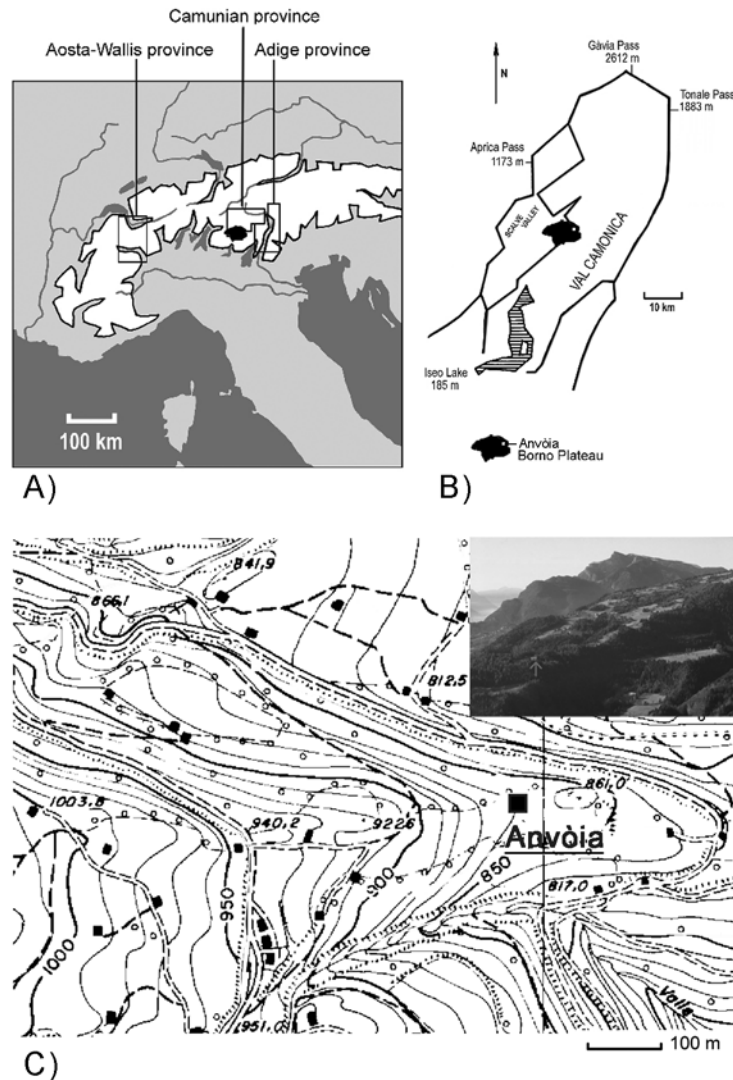 Camunian province
Aosta-Wallis province
Adige province
100 km
A)
N
Gàvia Pass
2612 m
Tonale Pass
1883 m
Aprica Pass
1173 m
SCALVE
VALLEY
VAL CAMONICA
10 km
Iseo Lake
185 m
Anvòia
Borno Plateau
B)
841,9
866,1
812,5
1003,8
940,2
922,6
861,0
Anvòia
900
850
817,0
950
1000
951,0
Valle
100 m
C)